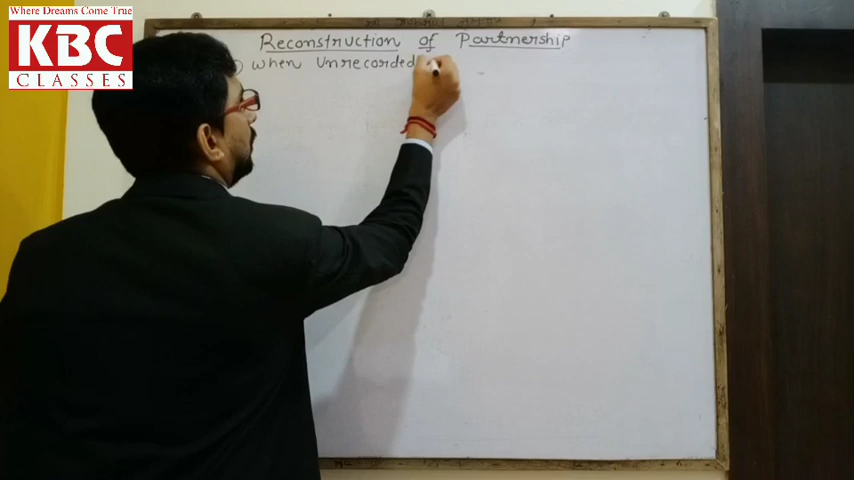 Where Dreams Come True
KBC
CLASSES
Reconstruction of Partnership
when Unrecorded